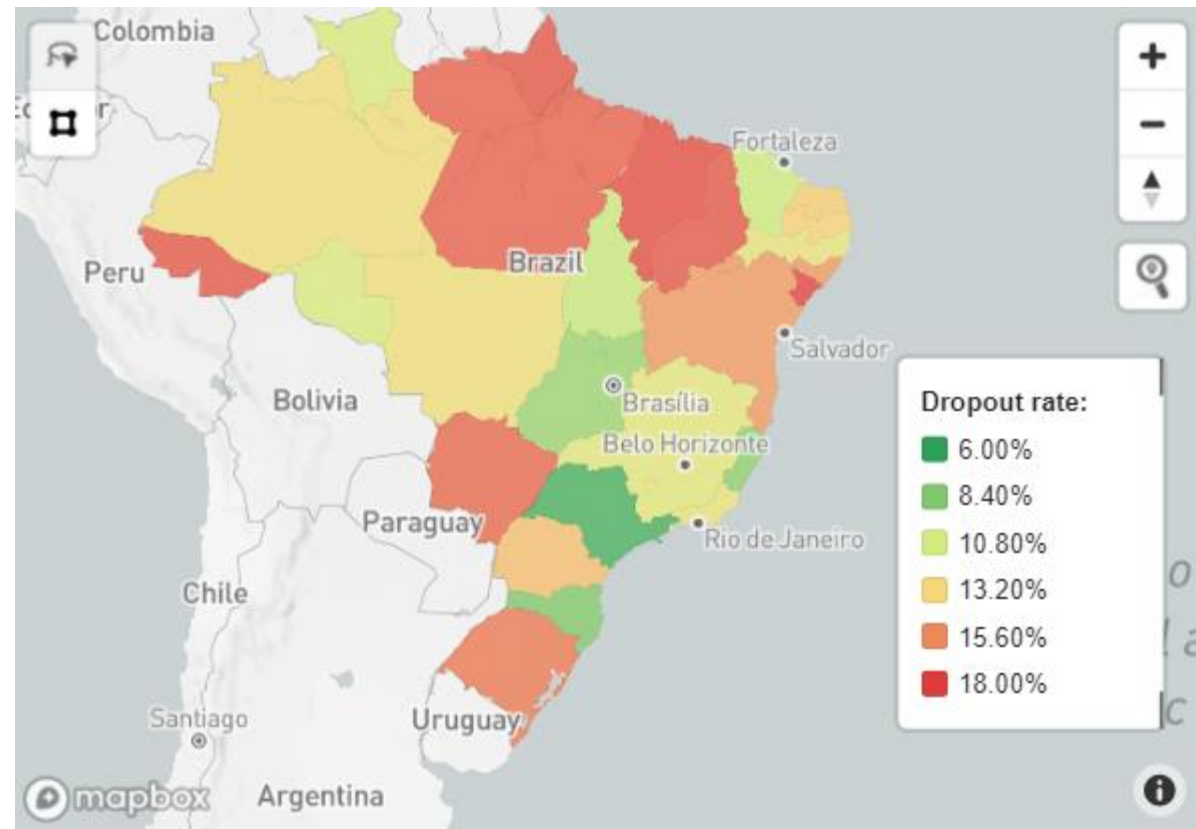 Colombia
Fortaleza
Brazil
Peru
Salvador
Bolivia
Brasília
Belo Horizonte
Paraguay
Rio de Janeiro
Chile
Santiago
Uruguay
Argentina
Dropout rate:
6.00%
8.40%
10.80%
13.20%
15.60%
18.00%
mapbox